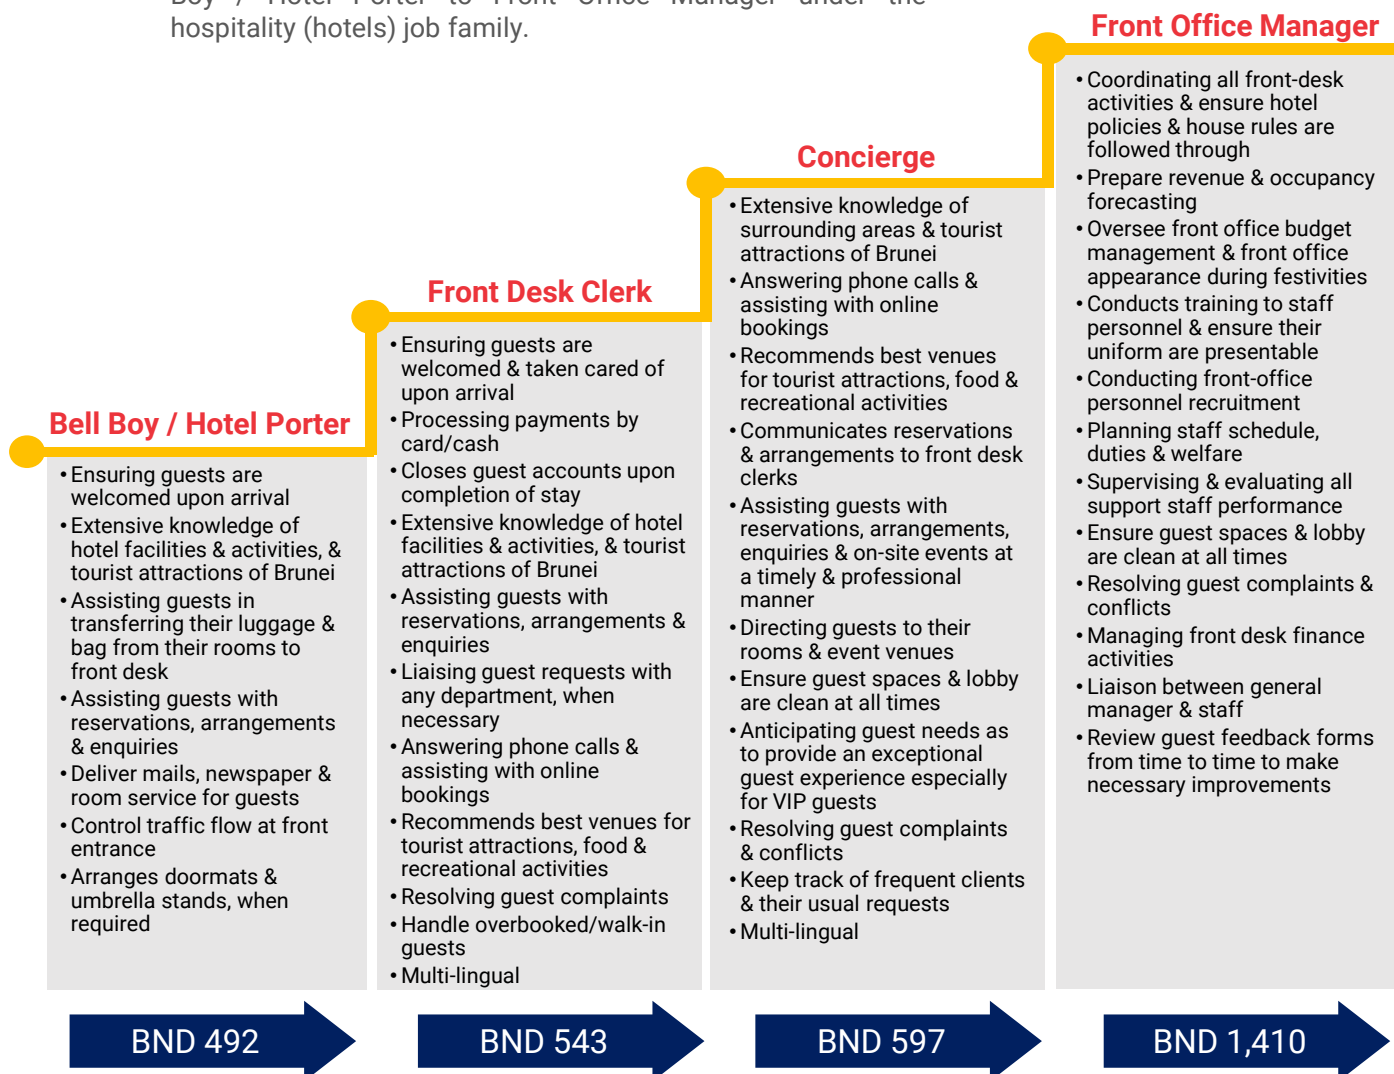 Boy / Hotel Porter to Front Office Manager under the
hospitality (hotels) job family.
Bell Boy / Hotel Porter
• Ensuring guests are
welcomed upon arrival
• Extensive knowledge of
hotel facilities & activities, &
tourist attractions of Brunei
• Assisting guests in
transferring their luggage &
bag from their rooms to
front desk
• Assisting guests with
reservations, arrangements
& enquiries
• Deliver mails, newspaper &
room service for guests
• Control traffic flow at front
entrance
• Arranges doormats &
umbrella stands, when
required
BND 492
Front Desk Clerk
• Ensuring guests are
welcomed & taken cared of
upon arrival
• Processing payments by
card/cash
• Closes guest accounts upon
completion of stay
• Extensive knowledge of hotel
facilities & activities, & tourist
attractions of Brunei
• Assisting guests with
reservations, arrangements &
enquiries
• Liaising guest requests with
any department, when
necessary
• Answering phone calls &
assisting with online
bookings
• Recommends best venues for
tourist attractions, food &
recreational activities
• Resolving guest complaints
• Handle overbooked/walk-in
guests
• Multi-lingual
BND 543
Concierge
• Extensive knowledge of
surrounding areas & tourist
attractions of Brunei
• Answering phone calls &
assisting with online
bookings
• Recommends best venues
for tourist attractions, food &
recreational activities
• Communicates reservations
& arrangements to front desk
clerks
• Assisting guests with
reservations, arrangements,
enquiries & on-site events at
a timely & professional
manner
• Directing guests to their
rooms & event venues
• Ensure guest spaces & lobby
are clean at all times
• Anticipating guest needs as
to provide an exceptional
guest experience especially
for VIP guests
• Resolving guest complaints
& conflicts
• Keep track of frequent clients
& their usual requests
• Multi-lingual
BND 597
Front Office Manager
• Coordinating all front-desk
activities & ensure hotel
policies & house rules are
followed through
• Prepare revenue & occupancy
forecasting
• Oversee front office budget
management & front office
appearance during festivities
• Conducts training to staff
personnel & ensure their
uniform are presentable
• Conducting front-office
personnel recruitment
• Planning staff schedule,
duties & welfare
• Supervising & evaluating all
support staff performance
• Ensure guest spaces & lobby
are clean at all times
• Resolving guest complaints &
conflicts
• Managing front desk finance
activities
• Liaison between general
manager & staff
• Review guest feedback forms
from time to time to make
necessary improvements
BND 1,410